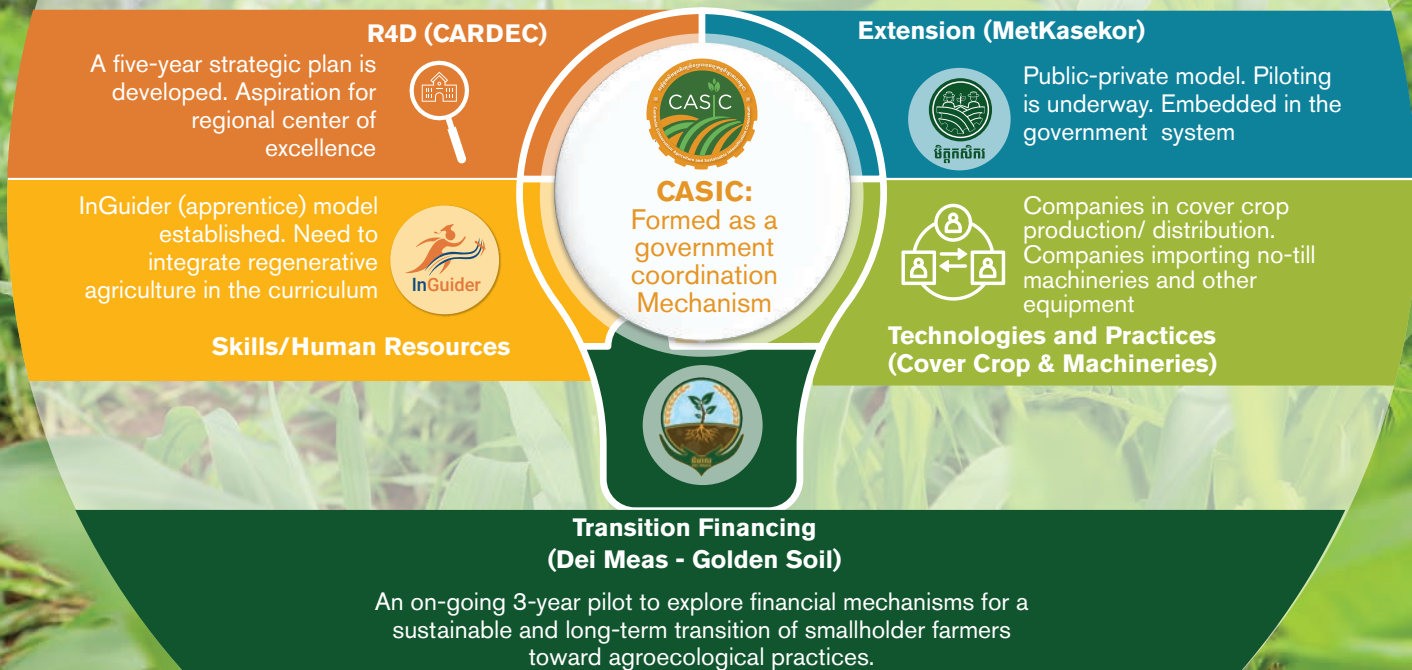 R4D (CARDEC)
A five-year strategic plan is
developed. Aspiration for
regional center of
excellence
Extension (MetKasekor)
Public-private model. Piloting
is underway. Embedded in the
government system
មិត្តកសិករ
CASIC
CASIC:
Formed as a
government
coordination
Mechanism
InGuider (apprentice) model
established. Need to
integrate regenerative
agriculture in the curriculum
InGuider
Skills/Human Resources
Companies in cover crop
production/ distribution.
Companies importing no-till
machineries and other
equipment
Technologies and Practices
(Cover Crop & Machineries)
Transition Financing
(Dei Meas - Golden Soil)
An on-going 3-year pilot to explore financial mechanisms for a
sustainable and long-term transition of smallholder farmers
toward agroecological practices.